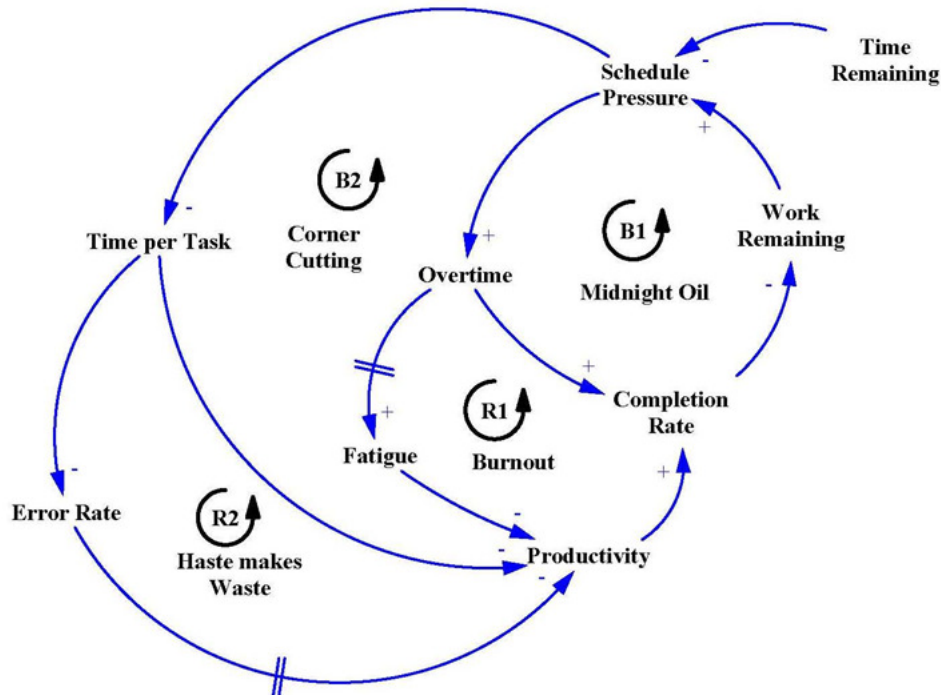 Time
Remaining
Schedule
Pressure
-
-
+
B2
Corner
Cutting
Time per Task
-
+
Overtime
B1
Midnight Oil
Work
Remaining
-
+
Completion
Rate
+
R1
Burnout
Fatigue
+
-
Error Rate
R2
Haste makes
Waste
-
-
-
Productivity